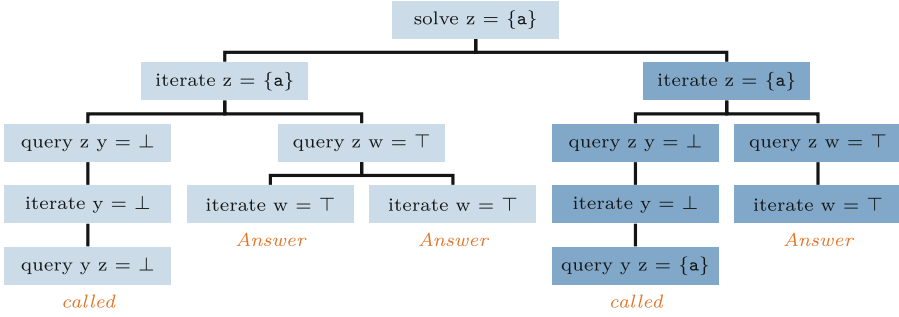 solve z = {a}
iterate z = {a}
iterate z = {a}
query z y = ⊥
query z w = ⊤
query z y = ⊥
query z w = ⊤
iterate y = ⊥
iterate w = ⊤
iterate w = ⊤
iterate y = ⊥
iterate w = ⊤
Answer
Answer
Answer
query y z = ⊥
query y z = {a}
called
called